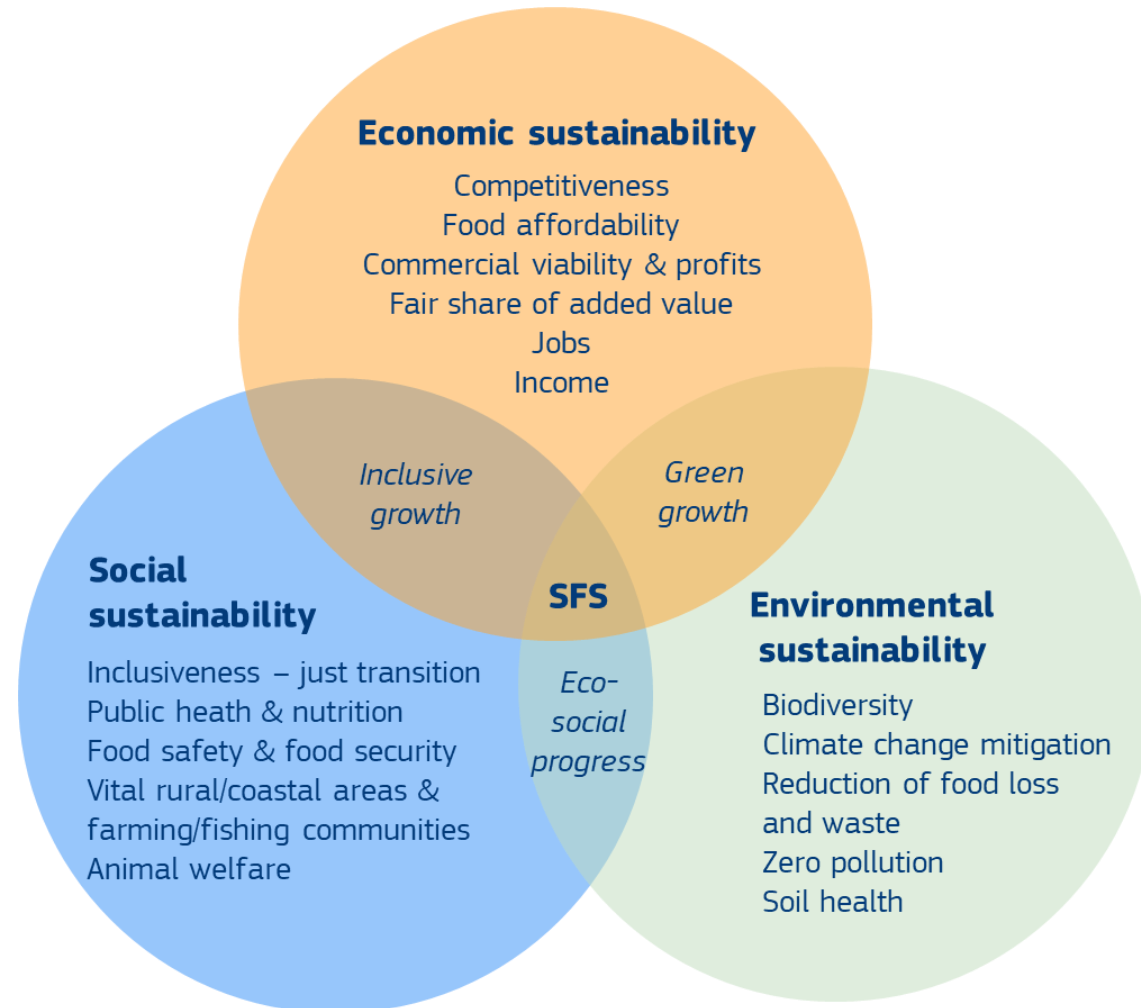 Economic sustainability
Competitiveness
Food affordability
Commercial viability & profits
Fair share of added value
Jobs
Income
Inclusive
growth
Green
growth
SFS
Social
sustainability
Inclusiveness – just transition
Public heath & nutrition
Food safety & food security
Vital rural/coastal areas &
farming/fishing communities
Animal welfare
Eco-
social
progress
Environmental
sustainability
Biodiversity
Climate change mitigation
Reduction of food loss
and waste
Zero pollution
Soil health